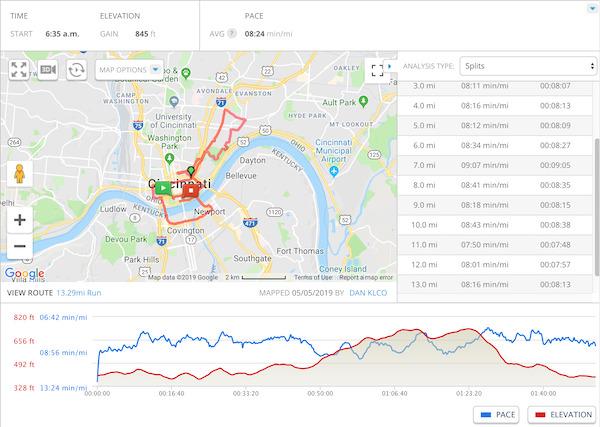 TIME ELEVATION PACE
START 6:35 a.m. GAIN 845 ft AVG ? 08:24 min/mi
3D MAP OPTIONS
ANALYSIS TYPE: Splits
3.0 mi 08:11 min/mi 00:08:07
4.0 mi 08:16 min/mi 00:08:13
5.0 mi 08:12 min/mi 00:08:09
6.0 mi 08:34 min/mi 00:08:27
7.0 mi 09:07 min/mi 00:09:05
8.0 mi 08:41 min/mi 00:08:35
9.0 mi 08:18 min/mi 00:08:15
10.0 mi 08:43 min/mi 00:08:38
11.0 mi 07:50 min/mi 00:07:48
12.0 mi 08:01 min/mi 00:07:57
13.0 mi 08:16 min/mi 00:08:13
Botanical Garden
AVONDALE
EVANSTON
CAMP WASHINGTON
HYDE PARK
Ault Park
MT LOOKOUT
University of Cincinnati
71
75
Washington Park
OHIO
KENTUCKY
Cincinnati Municipal Airport
Dayton
Bellevue
Cincinnati
Ludlow
OHIO
KENTUCKY
Newport
Covington
471
Devou Park
71
Park Hills
Fort Thomas
Southgate
Coney Island
Villa Hills
+
−
Google
Map data ©2019 Google 2 km Terms of Use Report a map error
VIEW ROUTE 13.29mi Run MAPPED 05/05/2019 BY DAN KLCO
820 ft 06:42 min/mi
656 ft
08:56 min/mi
492 ft
328 ft 13:24 min/mi
00:00:00 00:16:40 00:33:20 00:50:00 01:06:40 01:23:20 01:40:00
PACE ELEVATION